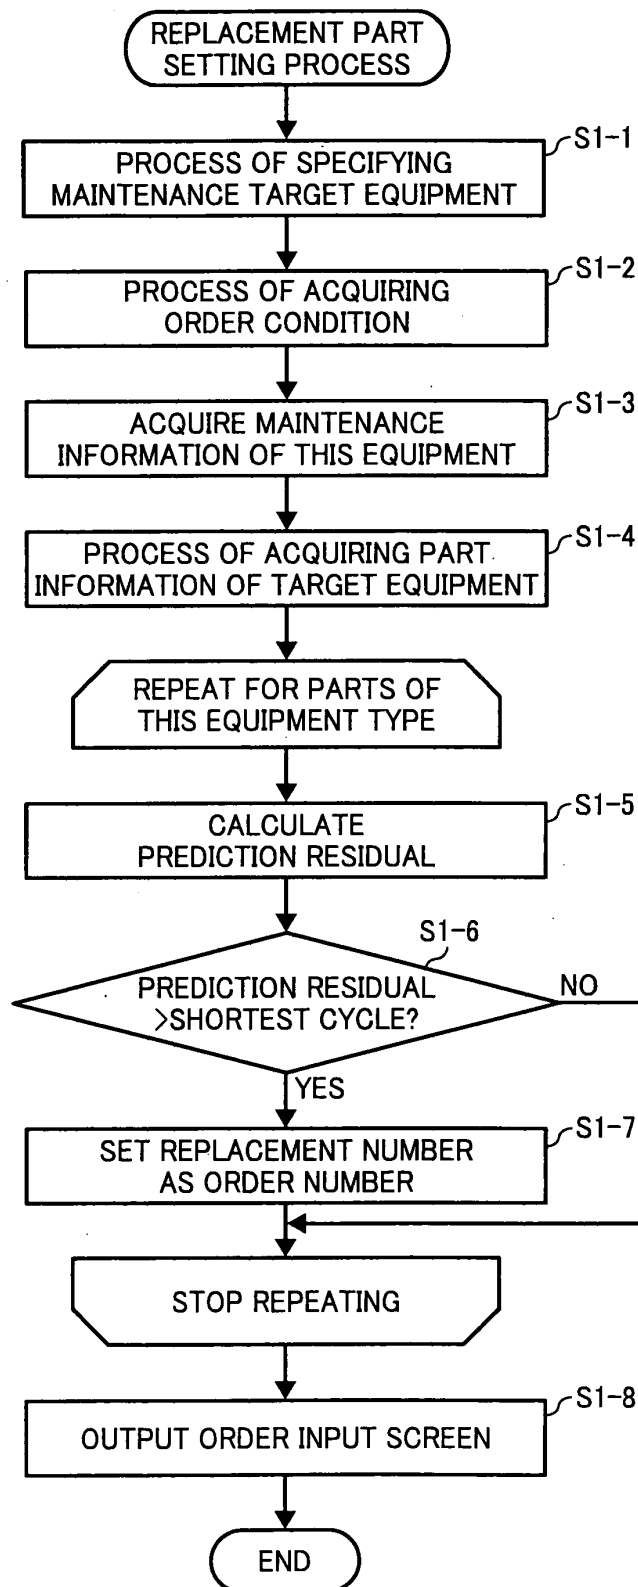 REPLACEMENT PART
SETTING PROCESS
S1-1
PROCESS OF SPECIFYING
MAINTENANCE TARGET EQUIPMENT
S1-2
PROCESS OF ACQUIRING
ORDER CONDITION
S1-3
ACQUIRE MAINTENANCE
INFORMATION OF THIS EQUIPMENT
S1-4
PROCESS OF ACQUIRING PART
INFORMATION OF TARGET EQUIPMENT
REPEAT FOR PARTS OF
THIS EQUIPMENT TYPE
S1-5
CALCULATE
PREDICTION RESIDUAL
S1-6
PREDICTION RESIDUAL
>SHORTEST CYCLE?
NO
YES
S1-7
SET REPLACEMENT NUMBER
AS ORDER NUMBER
STOP REPEATING
S1-8
OUTPUT ORDER INPUT SCREEN
END